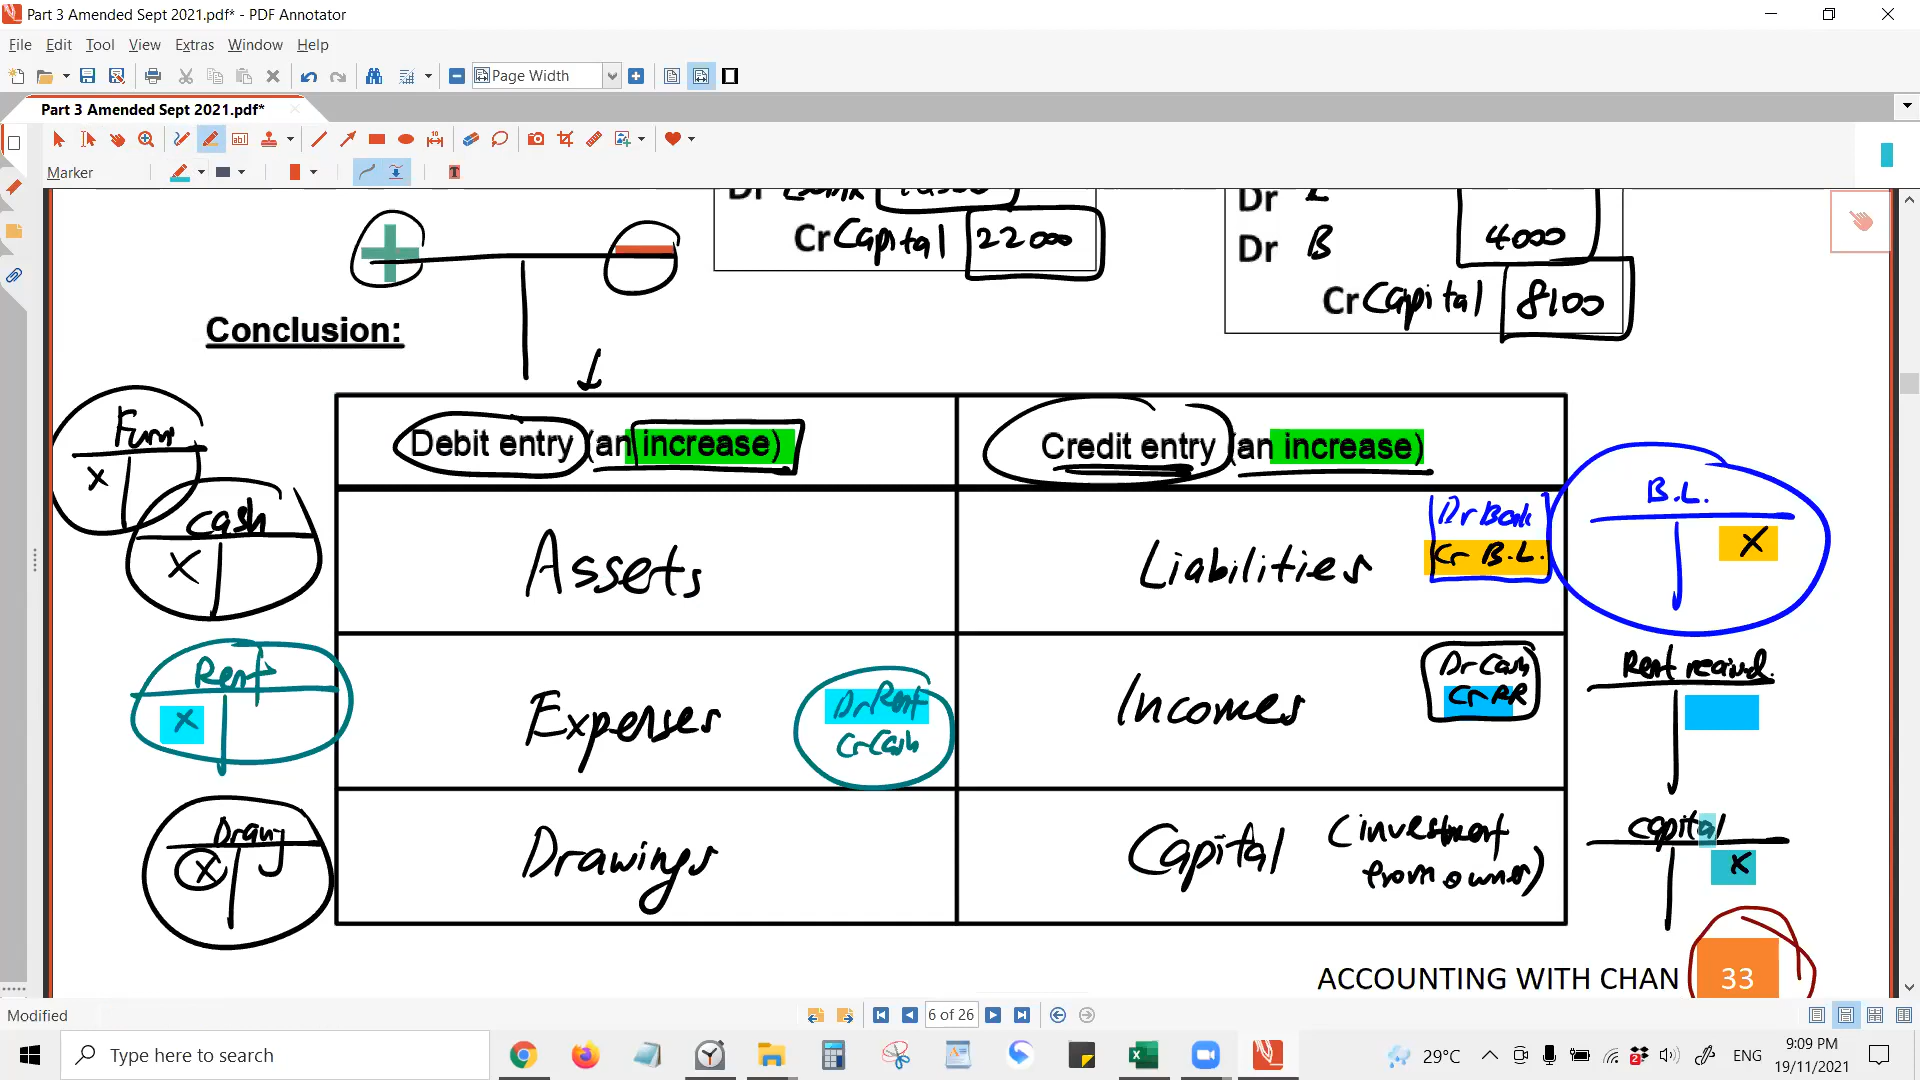 Part 3 Amended Sept 2021.pdf* - PDF Annotator
File Edit Tool View Extras Window Help
Page Width
Part 3 Amended Sept 2021.pdf*
Marker
Dr
Cr Capital 22000
Dr
Dr B 4000
Cr Capital 8100
Conclusion:
Debit entry (an increase)
Credit entry (an increase)
Furn
X
Cash
X
Assets
Liabilities
Dr Bank
Cr B.L.
B.L.
X
Rent
X
Expenses
Dr Rent
Cr Cash
Incomes
Dr Cash
Cr RR
Rent received
X
Drawings
Capital (investment
from owner)
Capital
X
ACCOUNTING WITH CHAN 33
Modified
6 of 26
Type here to search
29°C
ENG
9:09 PM
19/11/2021